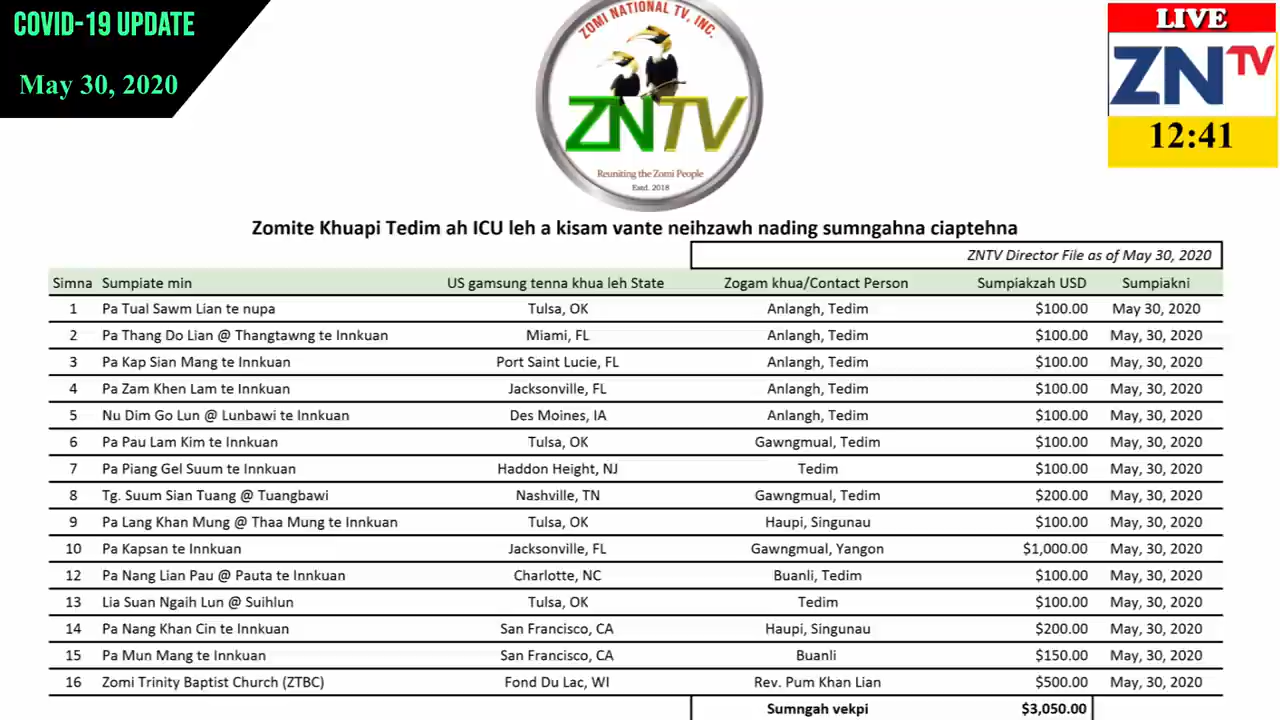 COVID-19 UPDATE
May 30, 2020
ZOMI NATIONAL TV, INC.
ZNTV
Reuniting the Zomi People
Estd. 2018
LIVE
ZNTV
12:41
Zomite Khuapi Tedim ah ICU leh a kisam vante neihzawh nading sumngahna ciaptehna
ZNTV Director File as of May 30, 2020
Simna Sumpiate min US gamsung tenna khua leh State Zogam khua/Contact Person Sumpiakzah USD Sumpiakni
1 Pa Tual Sawm Lian te nupa Tulsa, OK Anlangh, Tedim $100.00 May 30, 2020
2 Pa Thang Do Lian @ Thangtawng te Innkuan Miami, FL Anlangh, Tedim $100.00 May, 30, 2020
3 Pa Kap Sian Mang te Innkuan Port Saint Lucie, FL Anlangh, Tedim $100.00 May, 30, 2020
4 Pa Zam Khen Lam te Innkuan Jacksonville, FL Anlangh, Tedim $100.00 May, 30, 2020
5 Nu Dim Go Lun @ Lunbawi te Innkuan Des Moines, IA Anlangh, Tedim $100.00 May, 30, 2020
6 Pa Pau Lam Kim te Innkuan Tulsa, OK Gawngmual, Tedim $100.00 May, 30, 2020
7 Pa Piang Gel Suum te Innkuan Haddon Height, NJ Tedim $100.00 May, 30, 2020
8 Tg. Suum Sian Tuang @ Tuangbawi Nashville, TN Gawngmual, Tedim $200.00 May, 30, 2020
9 Pa Lang Khan Mung @ Thaa Mung te Innkuan Tulsa, OK Haupi, Singunau $100.00 May, 30, 2020
10 Pa Kapsan te Innkuan Jacksonville, FL Gawngmual, Yangon $1,000.00 May, 30, 2020
12 Pa Nang Lian Pau @ Pauta te Innkuan Charlotte, NC Buanli, Tedim $100.00 May, 30, 2020
13 Lia Suan Ngaih Lun @ Suihlun Tulsa, OK Tedim $100.00 May, 30, 2020
14 Pa Nang Khan Cin te Innkuan San Francisco, CA Haupi, Singunau $200.00 May, 30, 2020
15 Pa Mun Mang te Innkuan San Francisco, CA Buanli $150.00 May, 30, 2020
16 Zomi Trinity Baptist Church (ZTBC) Fond Du Lac, WI Rev. Pum Khan Lian $500.00 May, 30, 2020
Sumngah vekpi $3,050.00